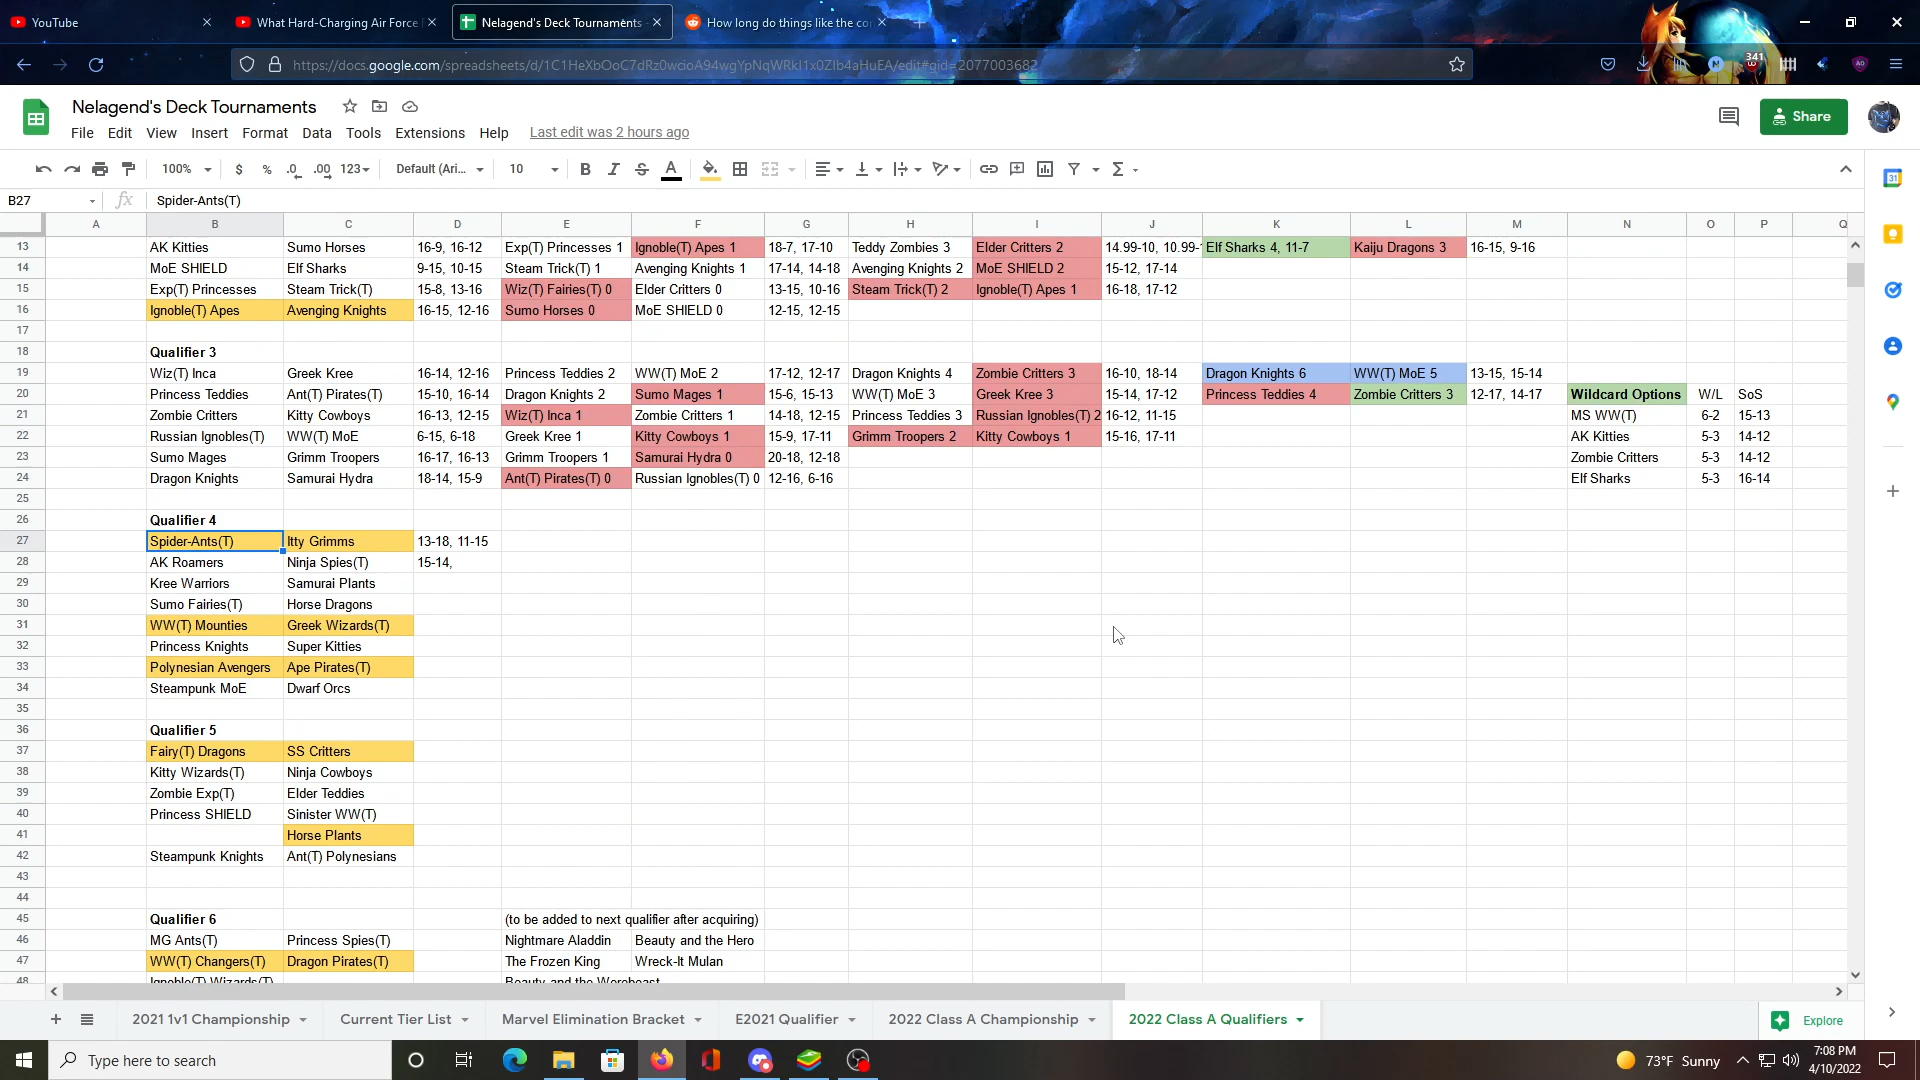 YouTube
What Hard-Charging Air Force
Nelagend's Deck Tournaments
How long do things like the co
https://docs.google.com/spreadsheets/d/1C1HeXbOoC7dRz0wcioA94wgYpNqWRkI1x0ZIb4aHuEA/edit#gid=2077003682
341
Nelagend's Deck Tournaments
File Edit View Insert Format Data Tools Extensions Help Last edit was 2 hours ago
Share
100% $ % .0 .00 123 Default (Ari... 10 B I S A
B27 fx Spider-Ants(T)
A B C D E F G H I J K L M N O P Q
13 AK Kitties Sumo Horses 16-9, 16-12 Exp(T) Princesses 1 Ignoble(T) Apes 1 18-7, 17-10 Teddy Zombies 3 Elder Critters 2 14.99-10, 10.99- Elf Sharks 4, 11-7 Kaiju Dragons 3 16-15, 9-16
14 MoE SHIELD Elf Sharks 9-15, 10-15 Steam Trick(T) 1 Avenging Knights 1 17-14, 14-18 Avenging Knights 2 MoE SHIELD 2 15-12, 17-14
15 Exp(T) Princesses Steam Trick(T) 15-8, 13-16 Wiz(T) Fairies(T) 0 Elder Critters 0 13-15, 10-16 Steam Trick(T) 2 Ignoble(T) Apes 1 16-18, 17-12
16 Ignoble(T) Apes Avenging Knights 16-15, 12-16 Sumo Horses 0 MoE SHIELD 0 12-15, 12-15
17
18 Qualifier 3
19 Wiz(T) Inca Greek Kree 16-14, 12-16 Princess Teddies 2 WW(T) MoE 2 17-12, 12-17 Dragon Knights 4 Zombie Critters 3 16-10, 18-14 Dragon Knights 6 WW(T) MoE 5 13-15, 15-14
20 Princess Teddies Ant(T) Pirates(T) 15-10, 16-14 Dragon Knights 2 Sumo Mages 1 15-6, 15-13 WW(T) MoE 3 Greek Kree 3 15-14, 17-12 Princess Teddies 4 Zombie Critters 3 12-17, 14-17 Wildcard Options W/L SoS
21 Zombie Critters Kitty Cowboys 16-13, 12-15 Wiz(T) Inca 1 Zombie Critters 1 14-18, 12-15 Princess Teddies 3 Russian Ignobles(T) 2 16-12, 11-15 MS WW(T) 6-2 15-13
22 Russian Ignobles(T) WW(T) MoE 6-15, 6-18 Greek Kree 1 Kitty Cowboys 1 15-9, 17-11 Grimm Troopers 2 Kitty Cowboys 1 15-16, 17-11 AK Kitties 5-3 14-12
23 Sumo Mages Grimm Troopers 16-17, 16-13 Grimm Troopers 1 Samurai Hydra 0 20-18, 12-18 Zombie Critters 5-3 14-12
24 Dragon Knights Samurai Hydra 18-14, 15-9 Ant(T) Pirates(T) 0 Russian Ignobles(T) 0 12-16, 6-16 Elf Sharks 5-3 16-14
25
26 Qualifier 4
27 Spider-Ants(T) Itty Grimms 13-18, 11-15
28 AK Roamers Ninja Spies(T) 15-14,
29 Kree Warriors Samurai Plants
30 Sumo Fairies(T) Horse Dragons
31 WW(T) Mounties Greek Wizards(T)
32 Princess Knights Super Kitties
33 Polynesian Avengers Ape Pirates(T)
34 Steampunk MoE Dwarf Orcs
35
36 Qualifier 5
37 Fairy(T) Dragons SS Critters
38 Kitty Wizards(T) Ninja Cowboys
39 Zombie Exp(T) Elder Teddies
40 Princess SHIELD Sinister WW(T)
41 Horse Plants
42 Steampunk Knights Ant(T) Polynesians
43
44
45 Qualifier 6 (to be added to next qualifier after acquiring)
46 MG Ants(T) Princess Spies(T) Nightmare Aladdin Beauty and the Hero
47 WW(T) Changers(T) Dragon Pirates(T) The Frozen King Wreck-It Mulan
48 Ignoble(T) Wizards(T) Beauty and the Werebeast
2021 1v1 Championship Current Tier List Marvel Elimination Bracket E2021 Qualifier 2022 Class A Championship 2022 Class A Qualifiers Explore
Type here to search
73°F Sunny
7:08 PM
4/10/2022